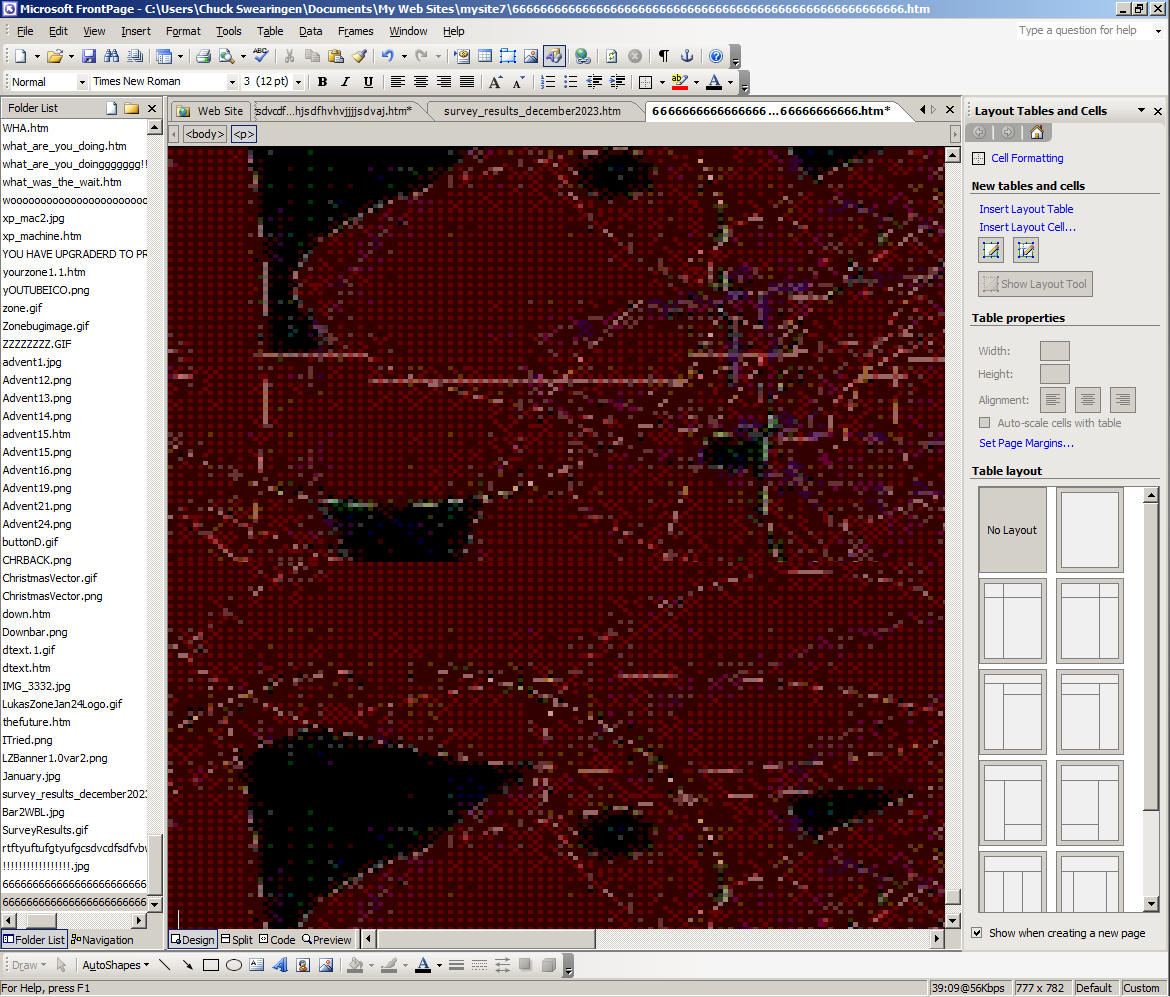 Microsoft FrontPage - C:\Users\Chuck Swearingen\Documents\My Web Sites\mysite7\66666666666666666666666666666666666666666666666666666666666666666.htm
File Edit View Insert Format Tools Table Data Frames Window Help
Type a question for help
Normal Times New Roman 3 (12 pt) B I U
Folder List
Web Site
sdvcdf...hjsdfhvhvjjjjsdvaj.htm*
survey_results_december2023.htm
6666666666666666 ...66666666666.htm*
<body> <p>
WHA.htm
what_are_you_doing.htm
what_are_you_doinggggggg!!
what_was_the_wait.htm
woooooooooooooooooooooooo
xp_mac2.jpg
xp_machine.htm
YOU HAVE UPGRADERD TO PR
yourzone1.1.htm
yOUTUBEICO.png
zone.gif
Zonebugimage.gif
ZZZZZZZZ.GIF
advent1.jpg
Advent12.png
Advent13.png
Advent14.png
advent15.htm
Advent15.png
Advent16.png
Advent19.png
Advent21.png
Advent24.png
buttonD.gif
CHRBACK.png
ChristmasVector.gif
ChristmasVector.png
down.htm
Downbar.png
dtext.1.gif
dtext.htm
IMG_3332.jpg
LukasZoneJan24Logo.gif
thefuture.htm
ITried.png
LZBanner1.0var2.png
January.jpg
survey_results_december2023
Bar2WBL.jpg
SurveyResults.gif
rtftyuftufgtyufgcsdvcdfsdfvbv
!!!!!!!!!!!!!!!!!.jpg
666666666666666666666666
666666666666666666666666
Folder List Navigation
Design Split Code Preview
Layout Tables and Cells
Cell Formatting
New tables and cells
Insert Layout Table
Insert Layout Cell...
Show Layout Tool
Table properties
Width:
Height:
Alignment:
Auto-scale cells with table
Set Page Margins...
Table layout
No Layout
Show when creating a new page
Draw AutoShapes
For Help, press F1
39:09@56Kbps 777 x 782 Default Custom